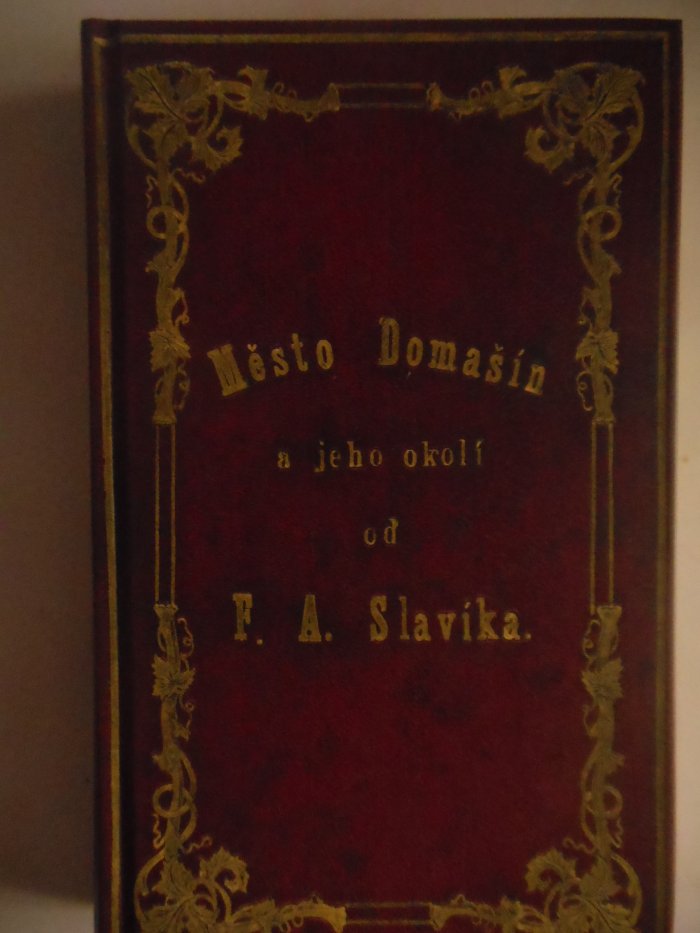 Město Domašín
a jeho okolí
od
F. A. Slavíka.